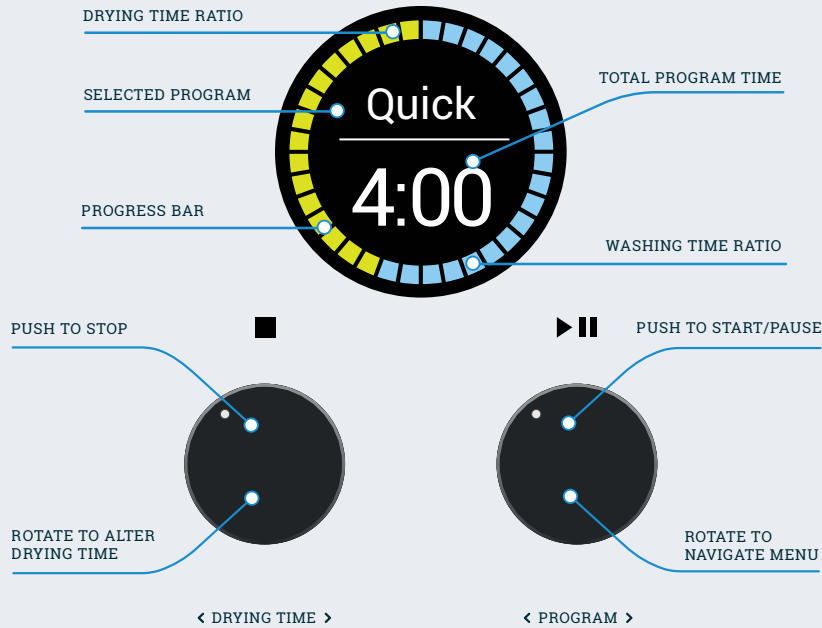 DRYING TIME RATIO
SELECTED PROGRAM
PROGRESS BAR
Quick
4:00
TOTAL PROGRAM TIME
WASHING TIME RATIO
PUSH TO STOP
PUSH TO START/PAUSE
ROTATE TO ALTER
DRYING TIME
ROTATE TO
NAVIGATE MENU
< DRYING TIME >
< PROGRAM >